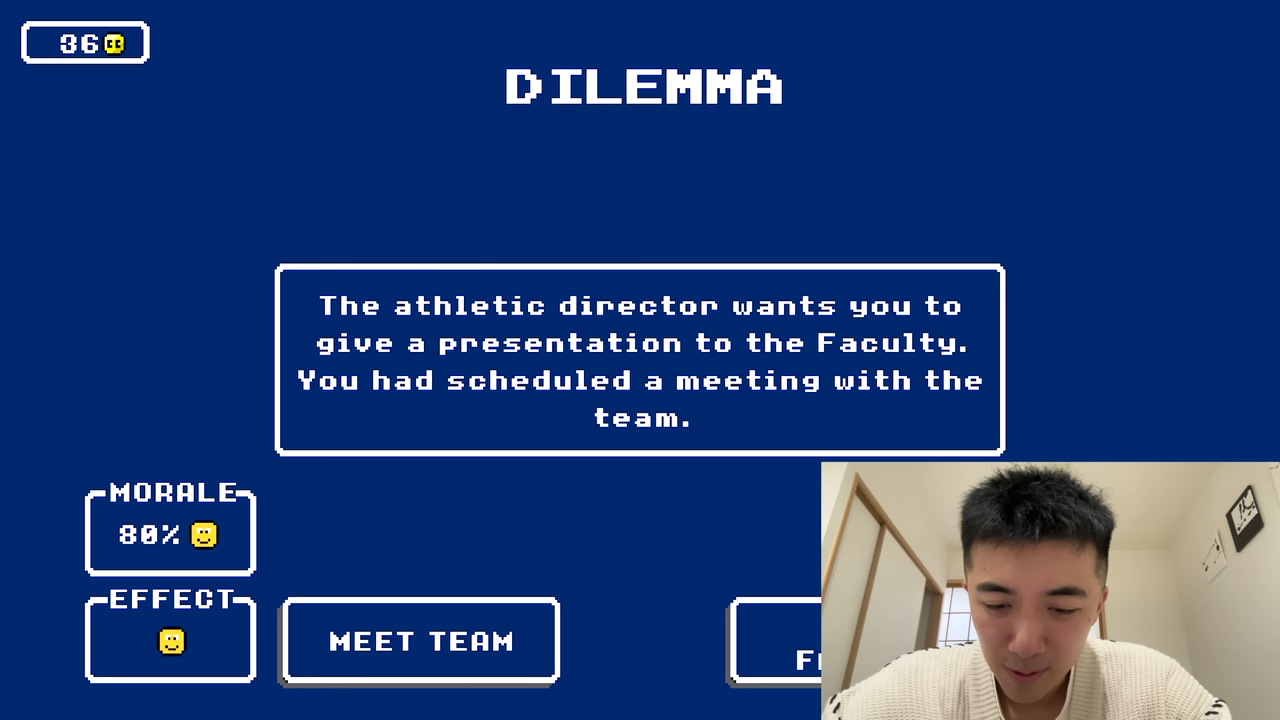 36
DILEMMA
The athletic director wants you to
give a presentation to the Faculty.
You had scheduled a meeting with the
team.
MORALE
80%
EFFECT
MEET TEAM